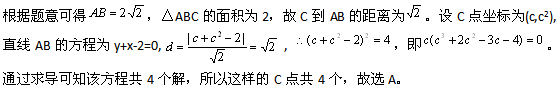 根据题意可得 AB=2√2，△ABC的面积为2，故C到AB的距离为√2。设C点坐标为(c,c²),
直线AB的方程为y+x-2=0, d=|c+c²-2|/√2=√2，∴(c+c²-2)²=4，即c(c³+2c²-3c-4)=0。
通过求导可知该方程共4个解，所以这样的C点共4个，故选A。